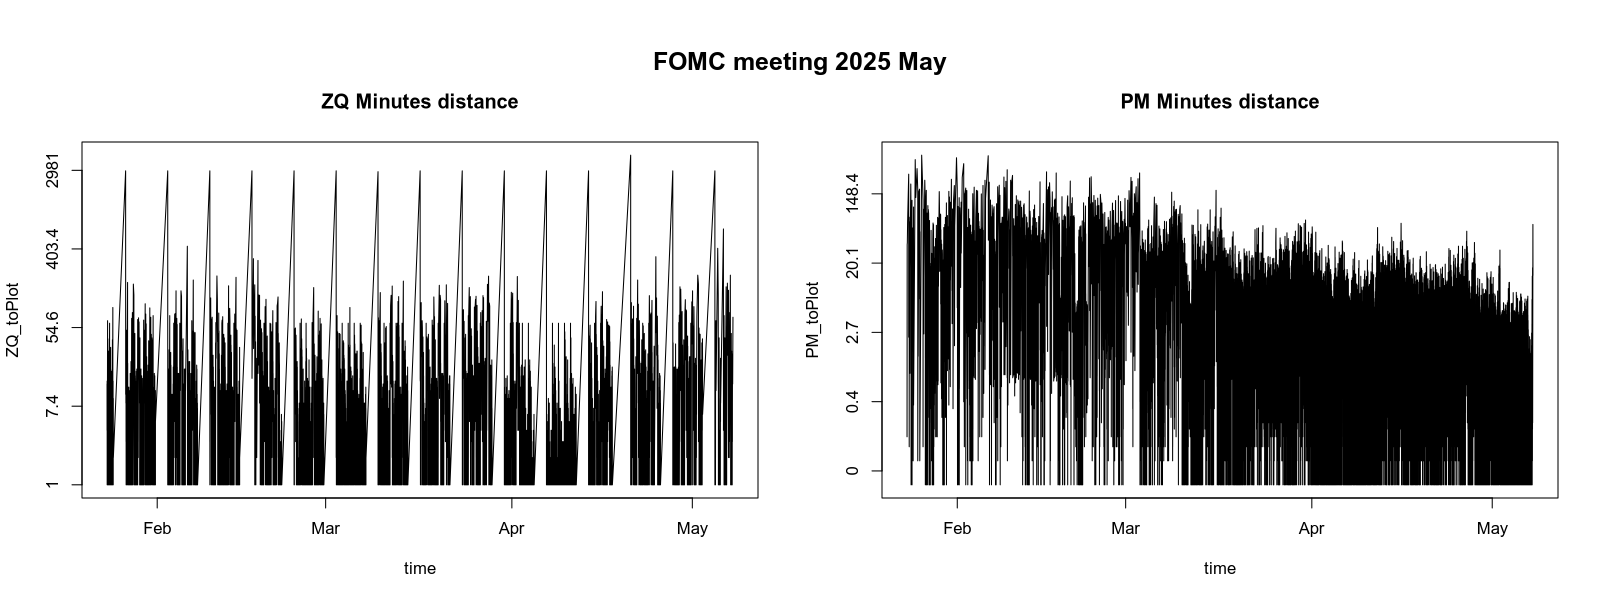 FOMC meeting 2025 May
ZQ Minutes distance
ZQ_toPlot
2981
403.4
54.6
7.4
1
Feb Mar Apr May
time
PM Minutes distance
PM_toPlot
148.4
20.1
2.7
0.4
0
Feb Mar Apr May
time